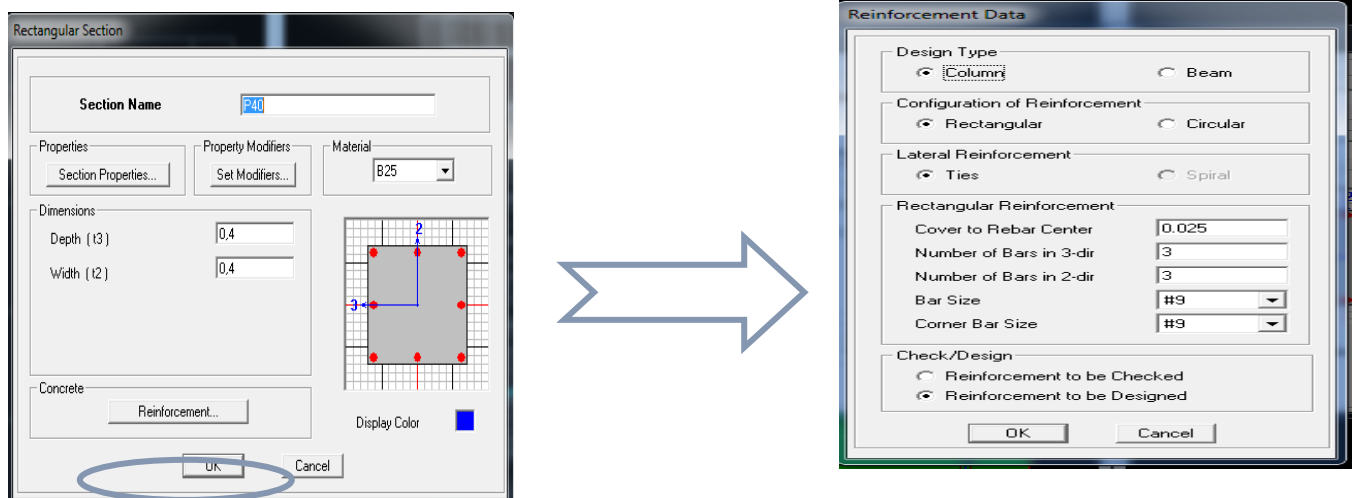 Rectangular Section
Section Name P40
Properties Property Modifiers Material
Section Properties... Set Modifiers... B25
Dimensions
Depth ( t3 ) 0,4
Width ( t2 ) 0,4
2
3
Concrete
Reinforcement...
Display Color
OK Cancel
Reinforcement Data
Design Type
Column Beam
Configuration of Reinforcement
Rectangular Circular
Lateral Reinforcement
Ties Spiral
Rectangular Reinforcement
Cover to Rebar Center 0.025
Number of Bars in 3-dir 3
Number of Bars in 2-dir 3
Bar Size #9
Corner Bar Size #9
Check/Design
Reinforcement to be Checked
Reinforcement to be Designed
OK Cancel